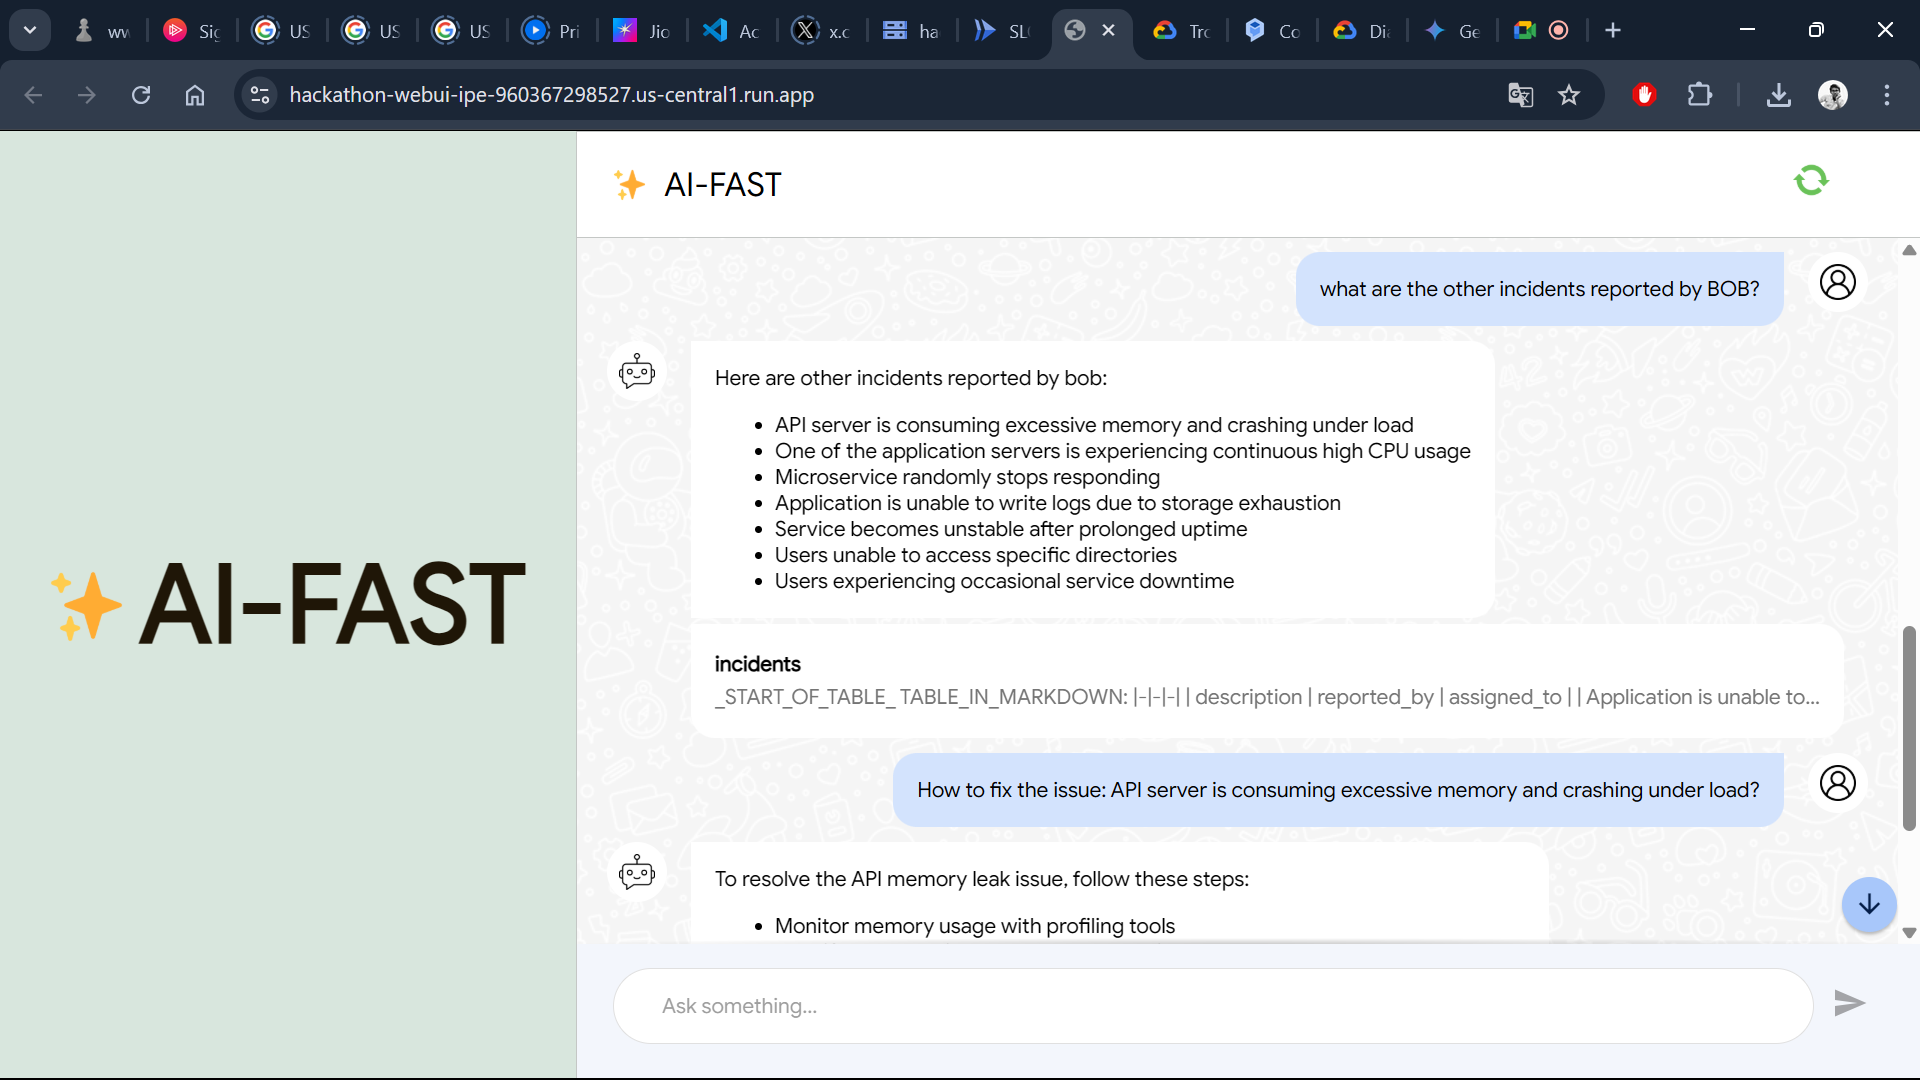 ww
Sig
US
US
US
Pri
Jio
Ac
x.c
ha
SLO
Tro
Co
Dia
Ge
hackathon-webui-ipe-960367298527.us-central1.run.app
AI-FAST
AI-FAST
what are the other incidents reported by BOB?
Here are other incidents reported by bob:
• API server is consuming excessive memory and crashing under load
• One of the application servers is experiencing continuous high CPU usage
• Microservice randomly stops responding
• Application is unable to write logs due to storage exhaustion
• Service becomes unstable after prolonged uptime
• Users unable to access specific directories
• Users experiencing occasional service downtime
incidents
_START_OF_TABLE_ TABLE_IN_MARKDOWN: |-|-|-| | description | reported_by | assigned_to | | Application is unable to...
How to fix the issue: API server is consuming excessive memory and crashing under load?
To resolve the API memory leak issue, follow these steps:
• Monitor memory usage with profiling tools
Ask something...